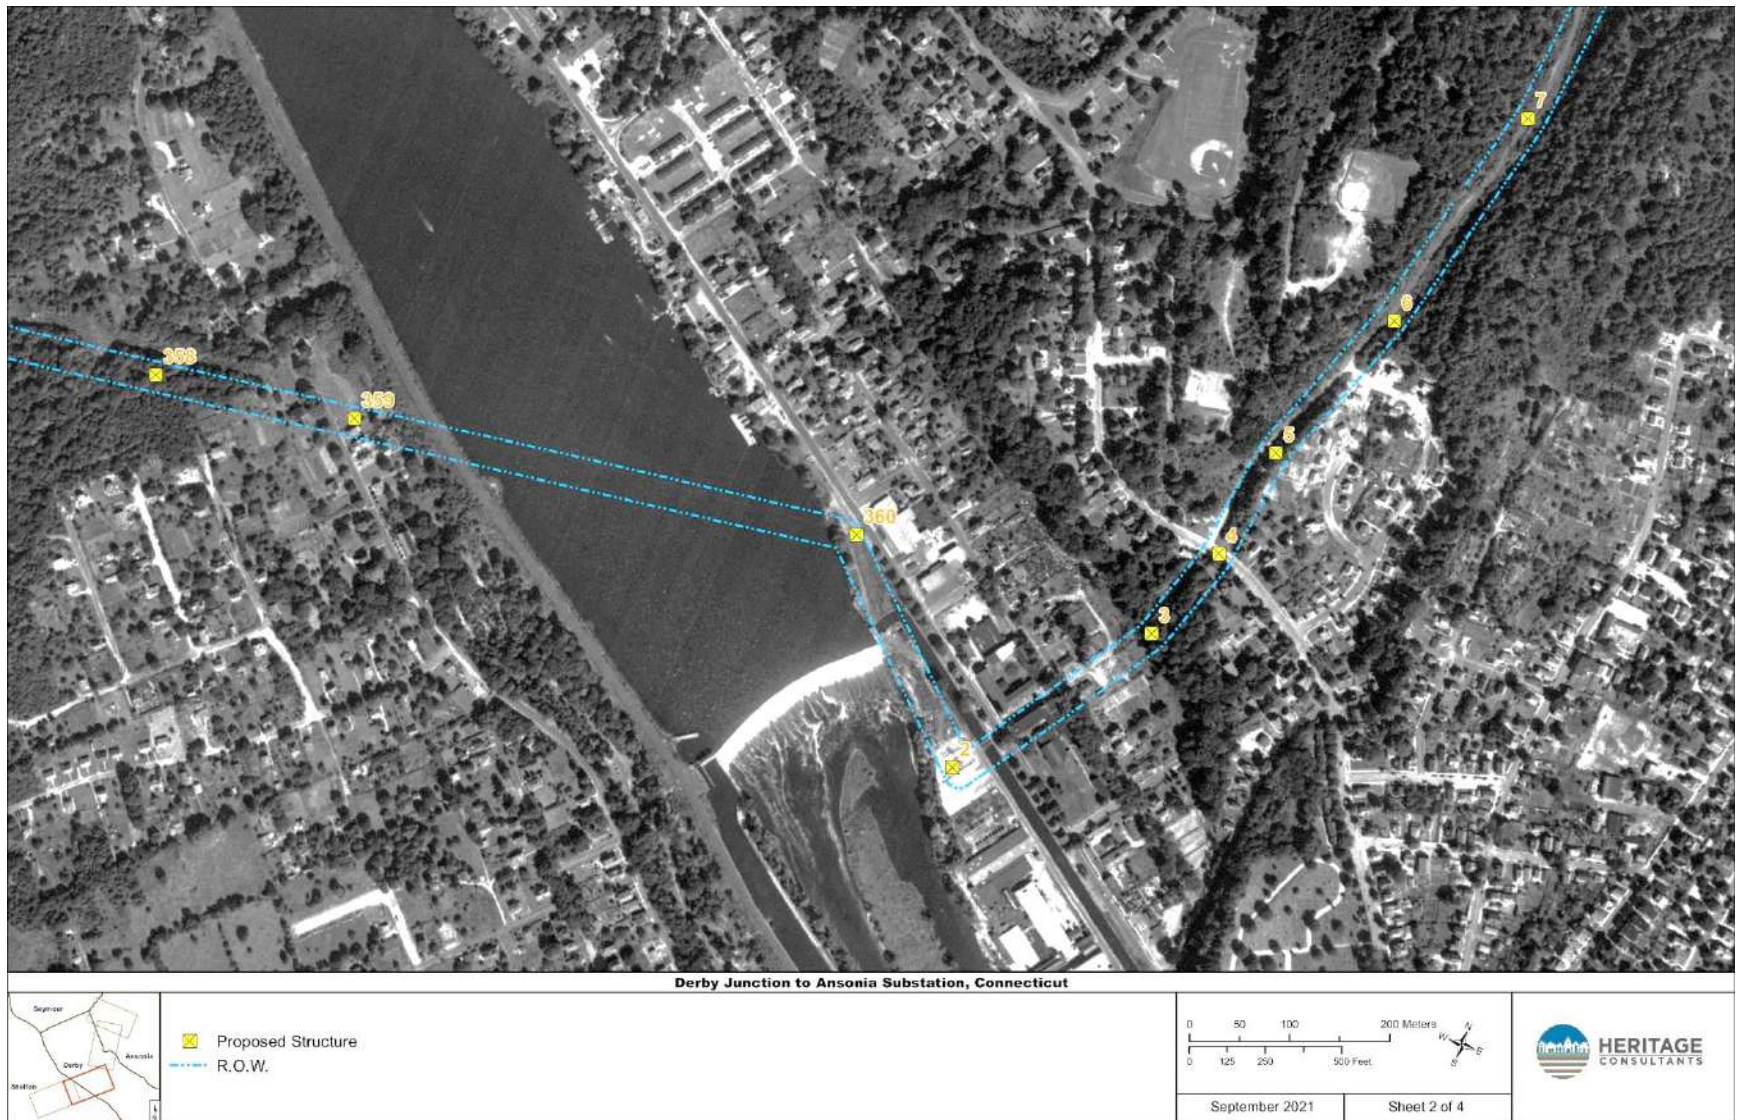 7
6
358
359
5
360
4
3
2
Derby Junction to Ansonia Substation, Connecticut
Seymour
Derby
Ansonia
Shelton
Proposed Structure
R.O.W.
0 50 100 200 Meters
0 125 250 500 Feet
N
W E
S
September 2021
Sheet 2 of 4
HERITAGE
CONSULTANTS